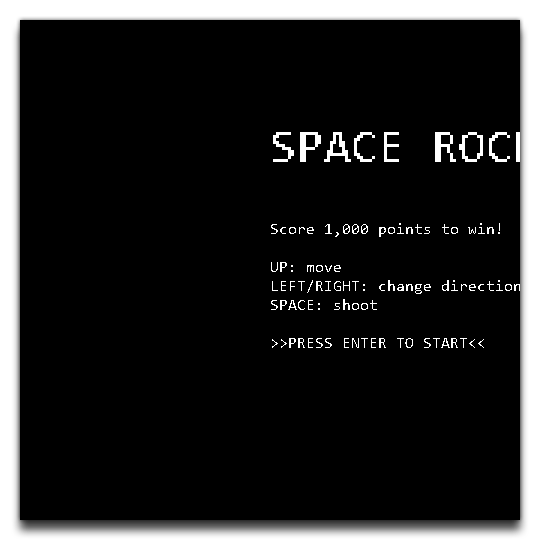 SPACE ROC
Score 1,000 points to win!
UP: move
LEFT/RIGHT: change direction
SPACE: shoot
>>PRESS ENTER TO START<<